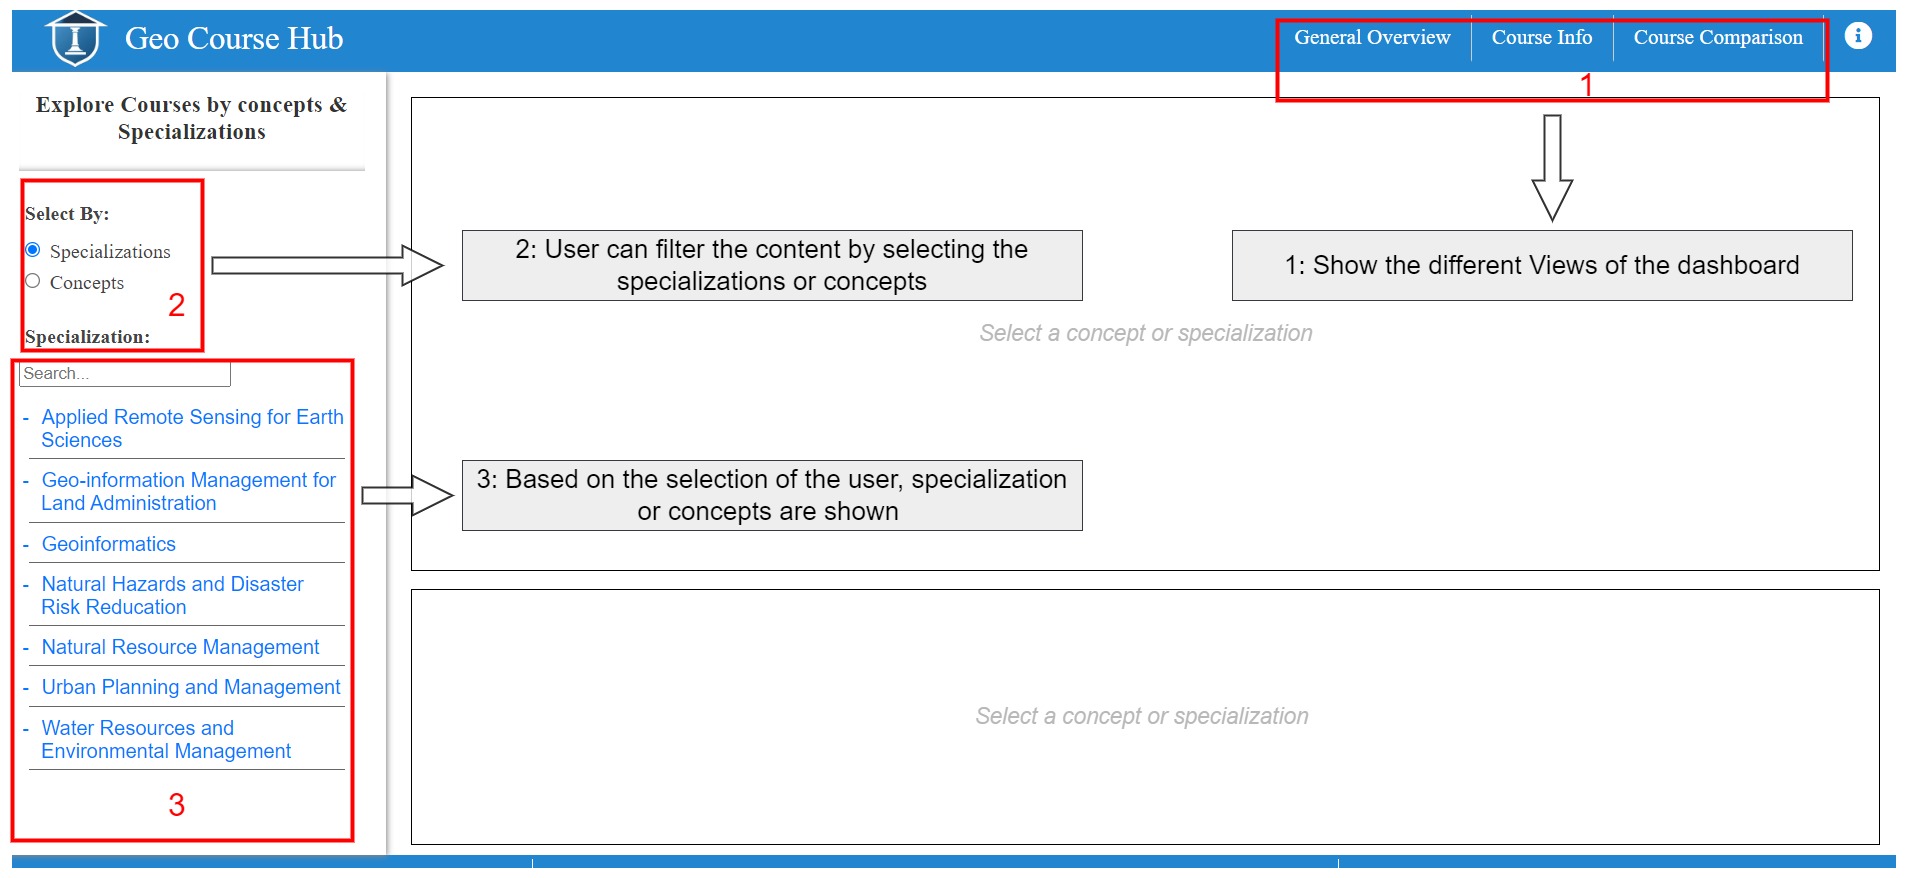 Geo Course Hub
General Overview
Course Info
Course Comparison
1
Explore Courses by concepts &
Specializations
Select By:
Specializations
Concepts
2
Specialization:
Search...
- Applied Remote Sensing for Earth
Sciences
- Geo-information Management for
Land Administration
- Geoinformatics
- Natural Hazards and Disaster
Risk Reducation
- Natural Resource Management
- Urban Planning and Management
- Water Resources and
Environmental Management
3
2: User can filter the content by selecting the
specializations or concepts
1: Show the different Views of the dashboard
Select a concept or specialization
3: Based on the selection of the user, specialization
or concepts are shown
Select a concept or specialization